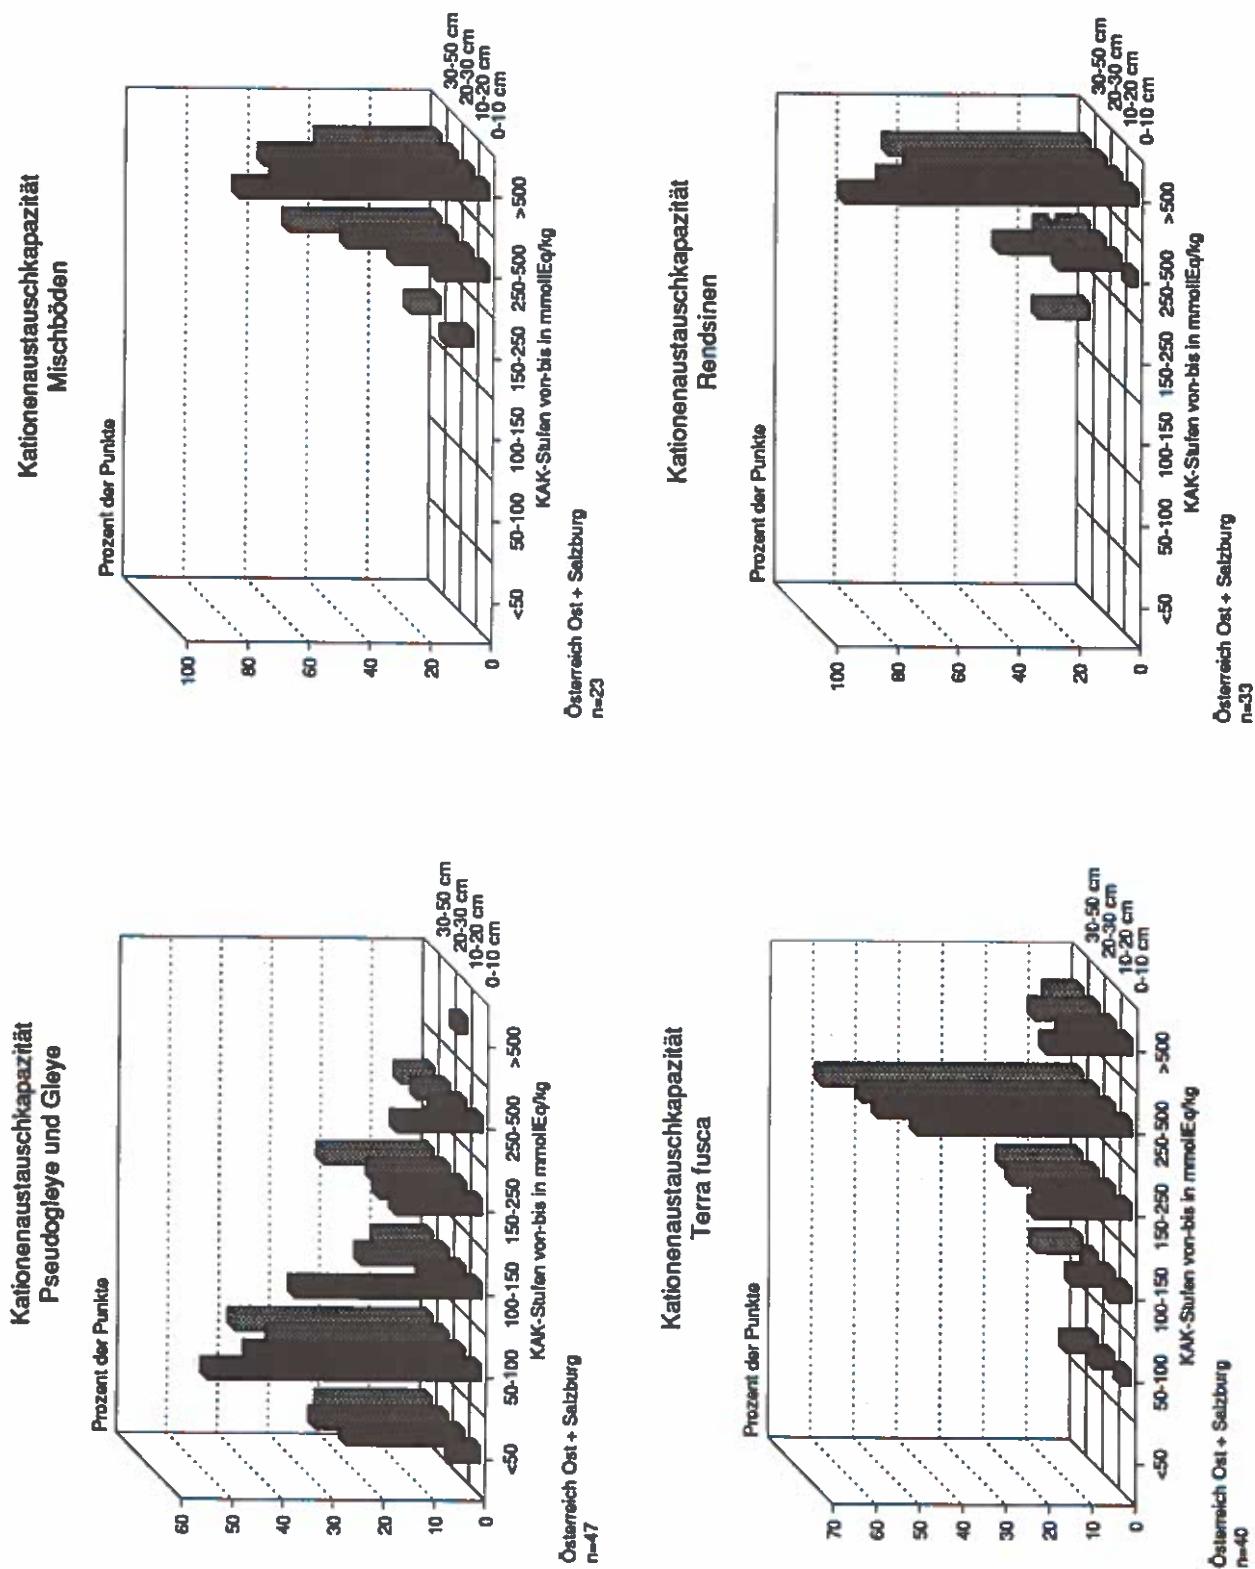 Kationenaustauschkapazität
Pseudogleye und Gleye
Prozent der Punkte
60
50
40
30
20
10
0
<50
50-100
100-150
150-250
250-500
>500
30-50 cm
20-30 cm
10-20 cm
0-10 cm
KAK-Stufen von-bis in mmolEq/kg
Österreich Ost + Salzburg
n=47
Kationenaustauschkapazität
Mischböden
Prozent der Punkte
100
80
60
40
20
0
<50
50-100
100-150
150-250
250-500
>500
30-50 cm
20-30 cm
10-20 cm
0-10 cm
KAK-Stufen von-bis in mmolIEq/kg
Österreich Ost + Salzburg
n=23
Kationenaustauschkapazität
Terra fusca
Prozent der Punkte
70
60
50
40
30
20
10
0
<50
50-100
100-150
150-250
250-500
>500
30-50 cm
20-30 cm
10-20 cm
0-10 cm
KAK-Stufen von-bis in mmolEq/kg
Österreich Ost + Salzburg
n=40
Kationenaustauschkapazität
Rendsinen
Prozent der Punkte
100
80
60
40
20
0
<50
50-100
100-150
150-250
250-500
>500
30-50 cm
20-30 cm
10-20 cm
0-10 cm
KAK-Stufen von-bis in mmolIEq/kg
Österreich Ost + Salzburg
n=33